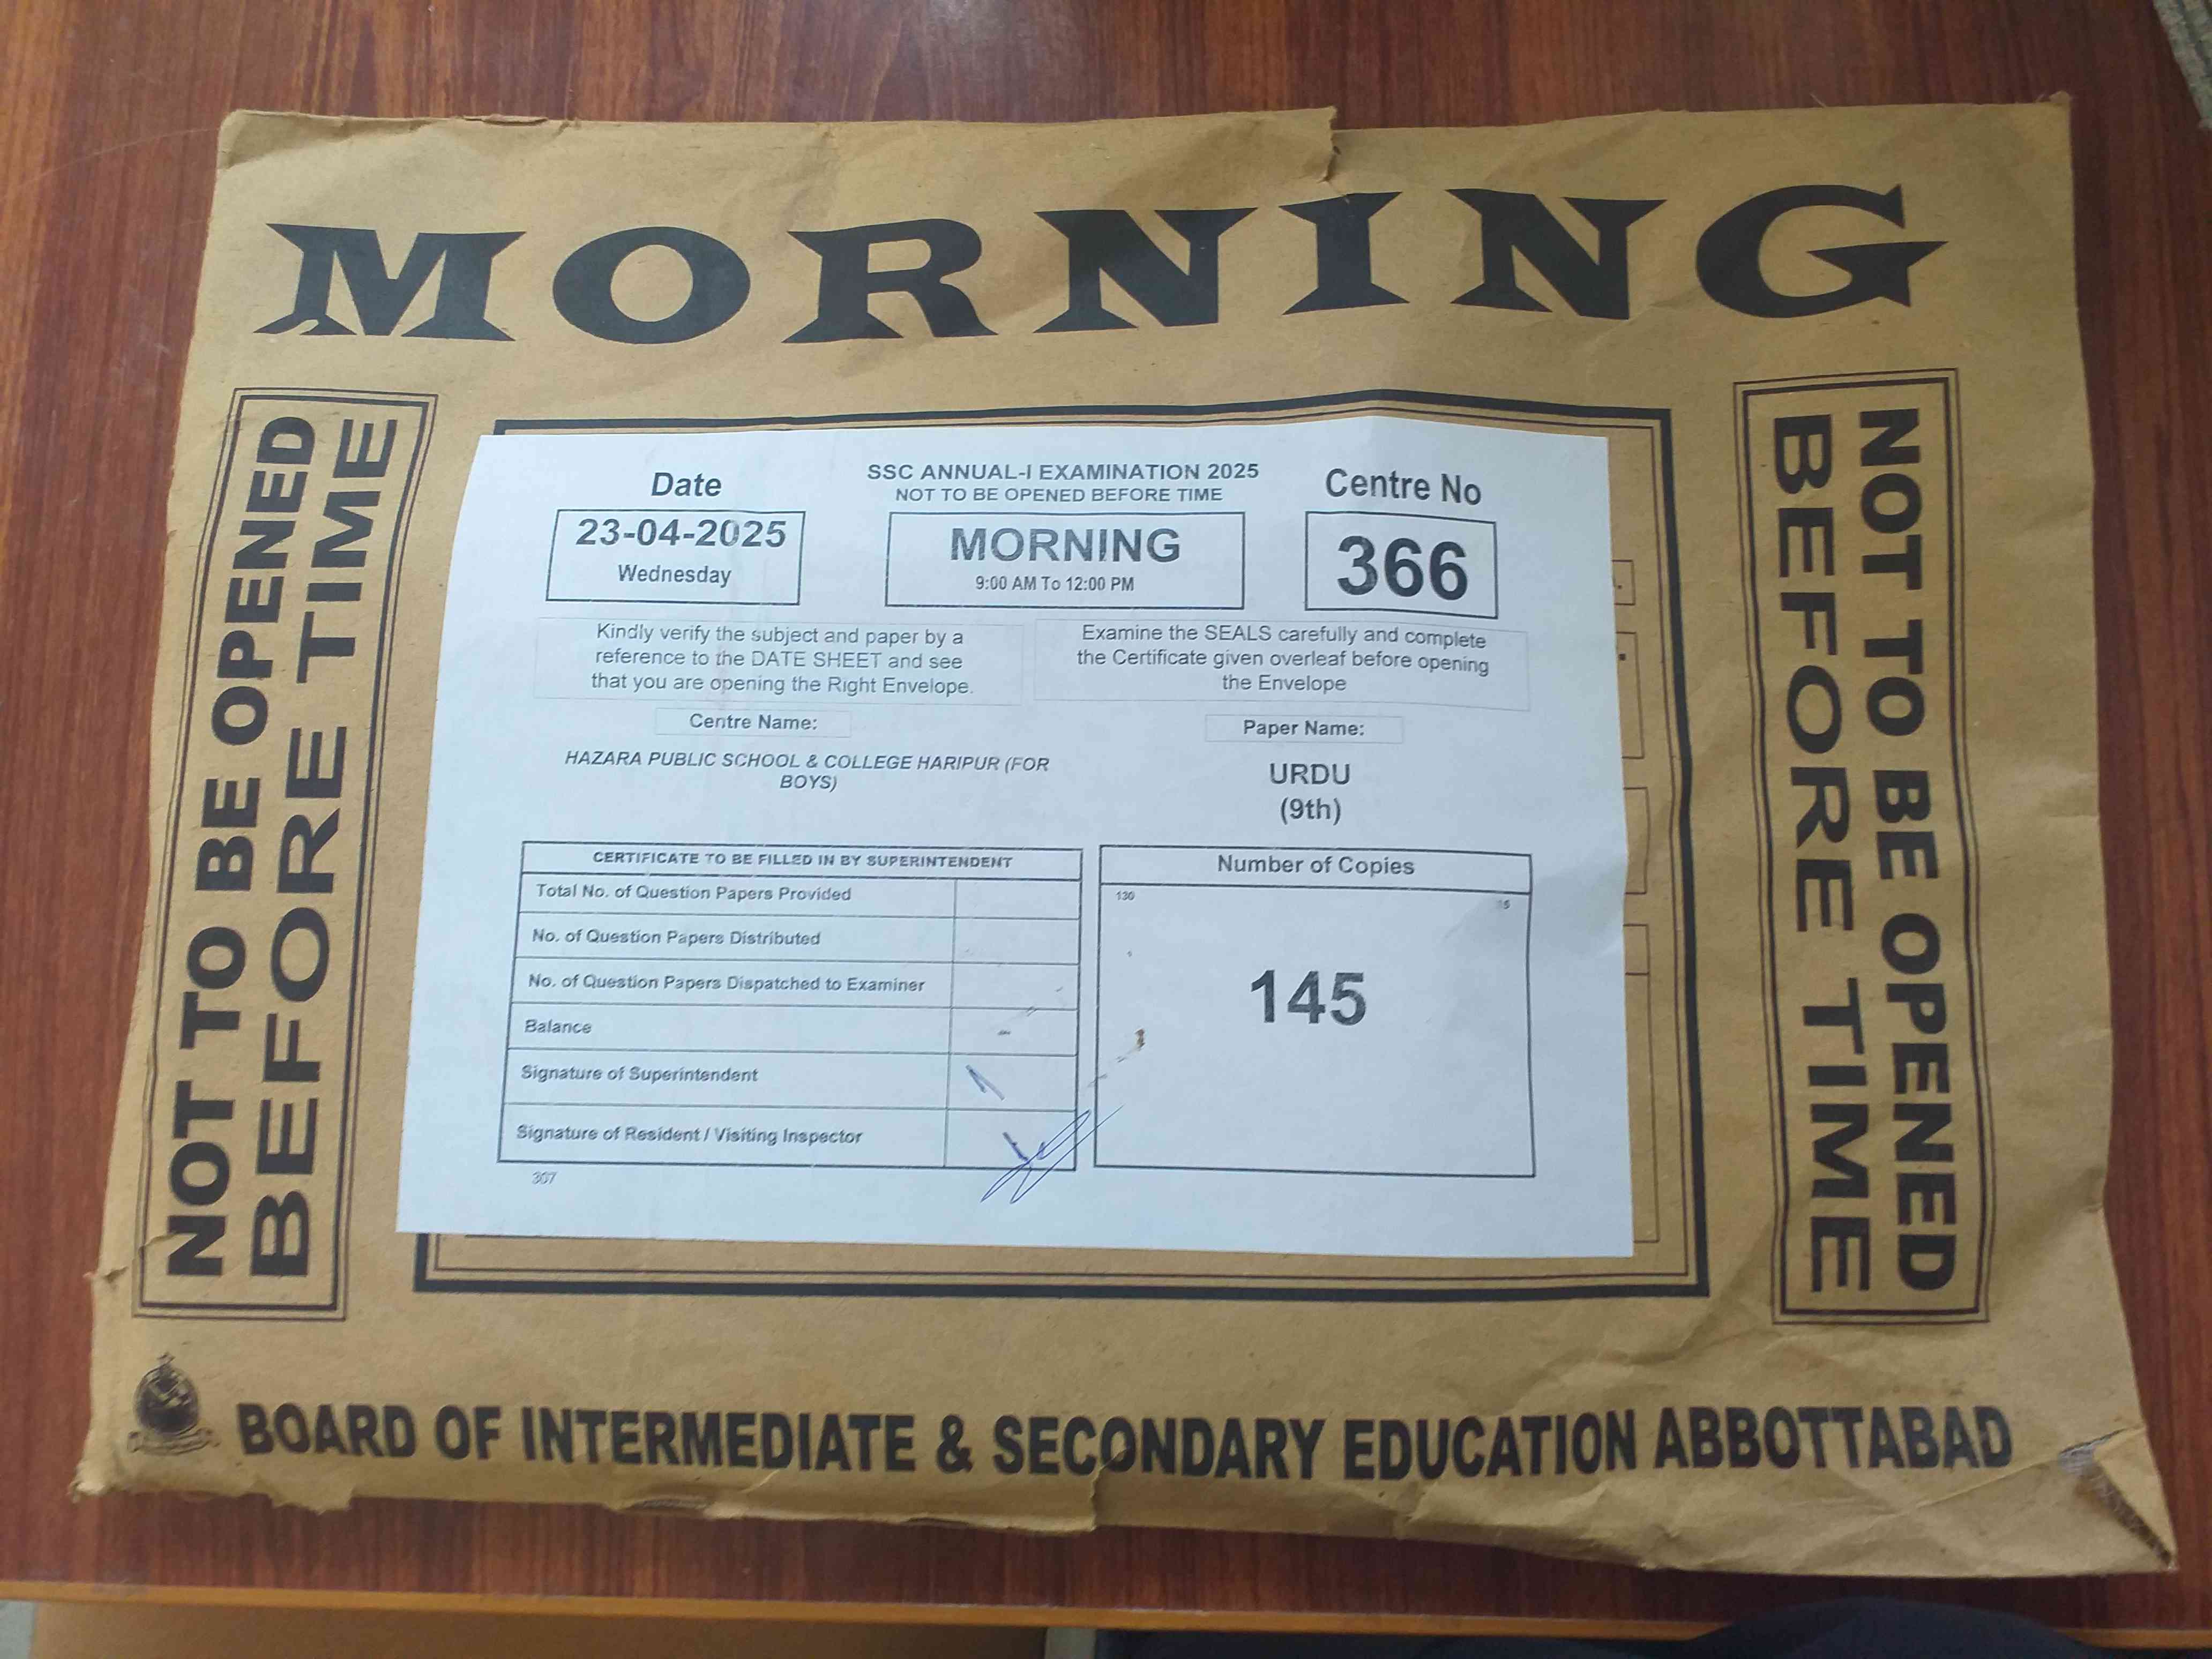 MORNING
NOT TO BE OPENED
BEFORE TIME
Date
23-04-2025
Wednesday
SSC ANNUAL-I EXAMINATION 2025
NOT TO BE OPENED BEFORE TIME
MORNING
9:00 AM To 12:00 PM
Centre No
366
Kindly verify the subject and paper by a
reference to the DATE SHEET and see
that you are opening the Right Envelope.
Examine the SEALS carefully and complete
the Certificate given overleaf before opening
the Envelope
Centre Name:
HAZARA PUBLIC SCHOOL & COLLEGE HARIPUR (FOR
BOYS)
Paper Name:
URDU
(9th)
CERTIFICATE TO BE FILLED IN BY SUPERINTENDENT
Total No. of Question Papers Provided
No. of Question Papers Distributed
No. of Question Papers Dispatched to Examiner
Balance
Signature of Superintendent
Signature of Resident / Visiting Inspector
307
Number of Copies
130
145
NOT TO BE OPENED
BEFORE TIME
BOARD OF INTERMEDIATE & SECONDARY EDUCATION ABBOTTABAD